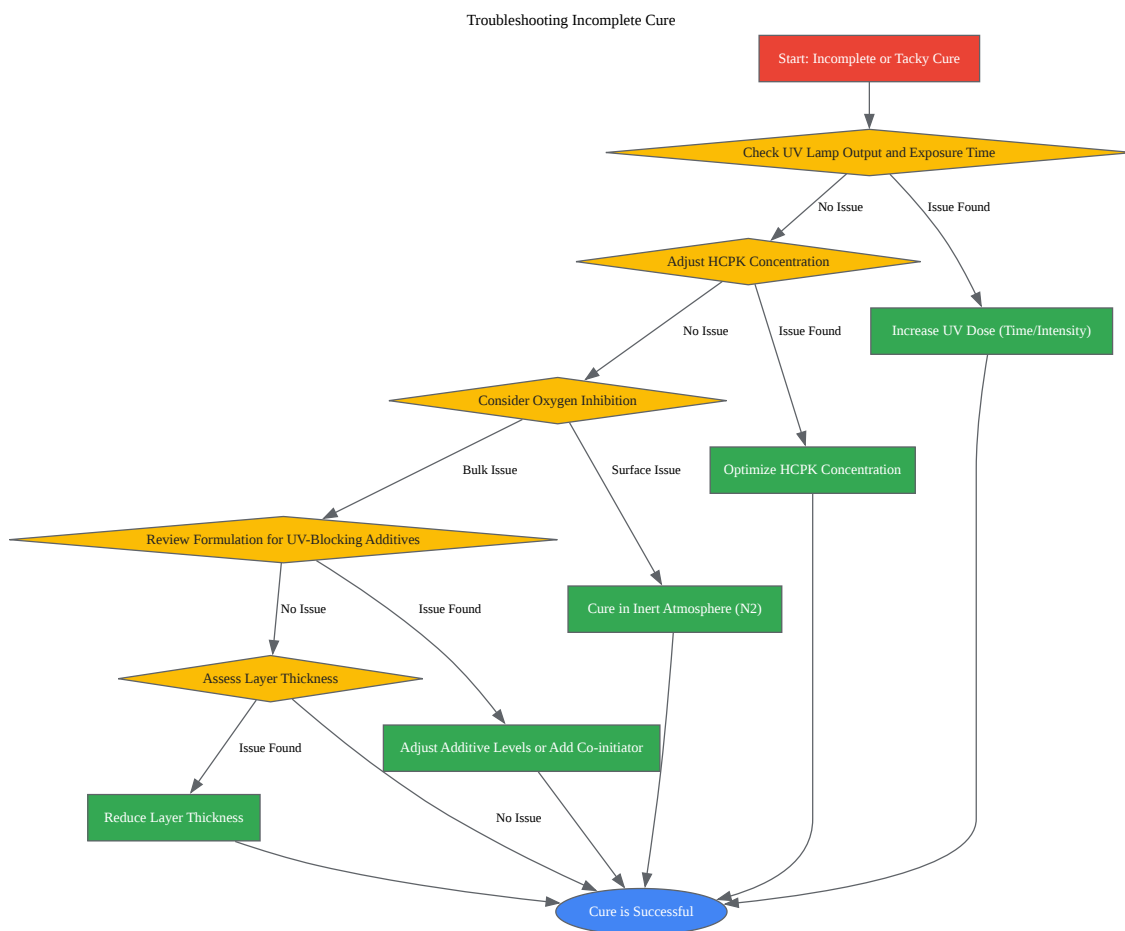 Troubleshooting Incomplete Cure
Start: Incomplete or Tacky Cure
Check UV Lamp Output and Exposure Time
No Issue
Issue Found
Adjust HCPK Concentration
Increase UV Dose (Time/Intensity)
No Issue
Issue Found
Consider Oxygen Inhibition
Optimize HCPK Concentration
Bulk Issue
Surface Issue
Review Formulation for UV-Blocking Additives
Cure in Inert Atmosphere (N2)
No Issue
Issue Found
Assess Layer Thickness
Adjust Additive Levels or Add Co-initiator
Issue Found
Reduce Layer Thickness
No Issue
Cure is Successful